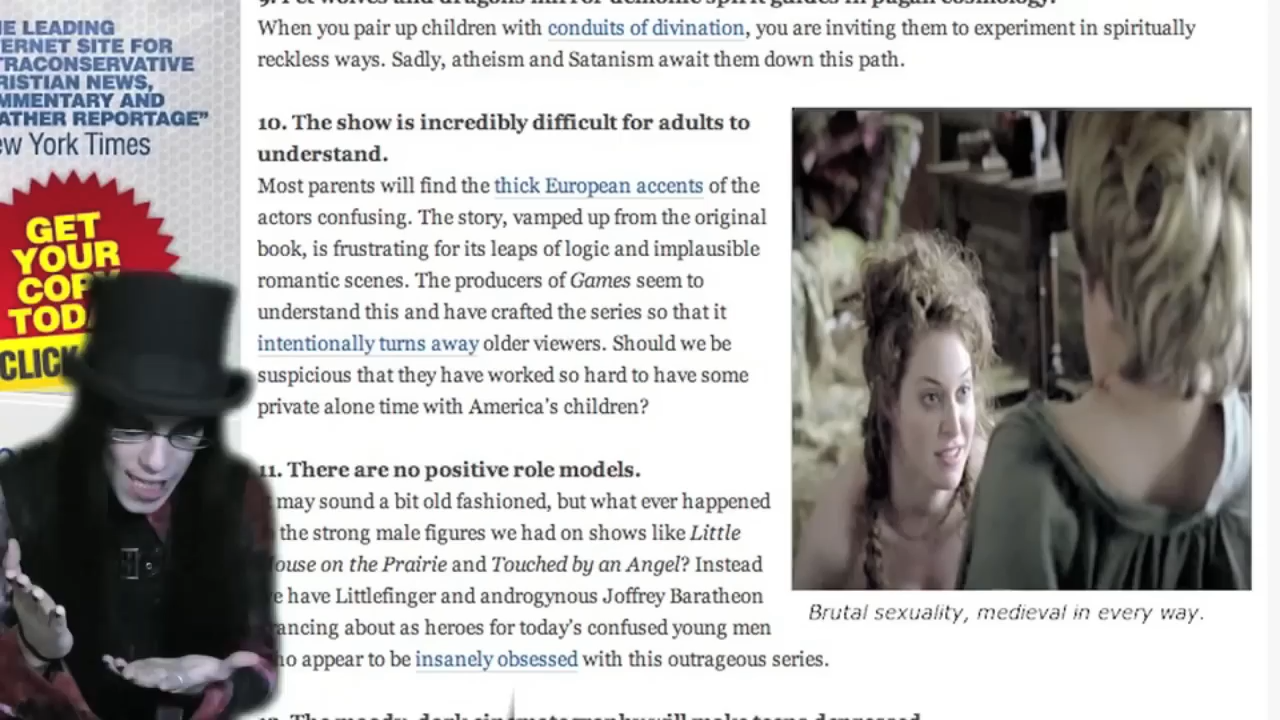 LEADING
SITE FOR
NEWS,
AND
REPORTAGE”
York Times
GET
YOUR
CLICK
When you pair up children with conduits of divination, you are inviting them to experiment in spiritually
reckless ways. Sadly, atheism and Satanism await them down this path.
10. The show is incredibly difficult for adults to
understand.
Most parents will find the thick European accents of the
actors confusing. The story, vamped up from the original
book, is frustrating for its leaps of logic and implausible
romantic scenes. The producers of Games seem to
understand this and have crafted the series so that it
intentionally turns away older viewers. Should we be
suspicious that they have worked so hard to have some
private alone time with America’s children?
11. There are no positive role models.
may sound a bit old fashioned, but what ever happened
the strong male figures we had on shows like Little
on the Prairie and Touched by an Angel? Instead
have Littlefinger and androgynous Joffrey Baratheon
about as heroes for today’s confused young men
appear to be insanely obsessed with this outrageous series.
Brutal sexuality, medieval in every way.